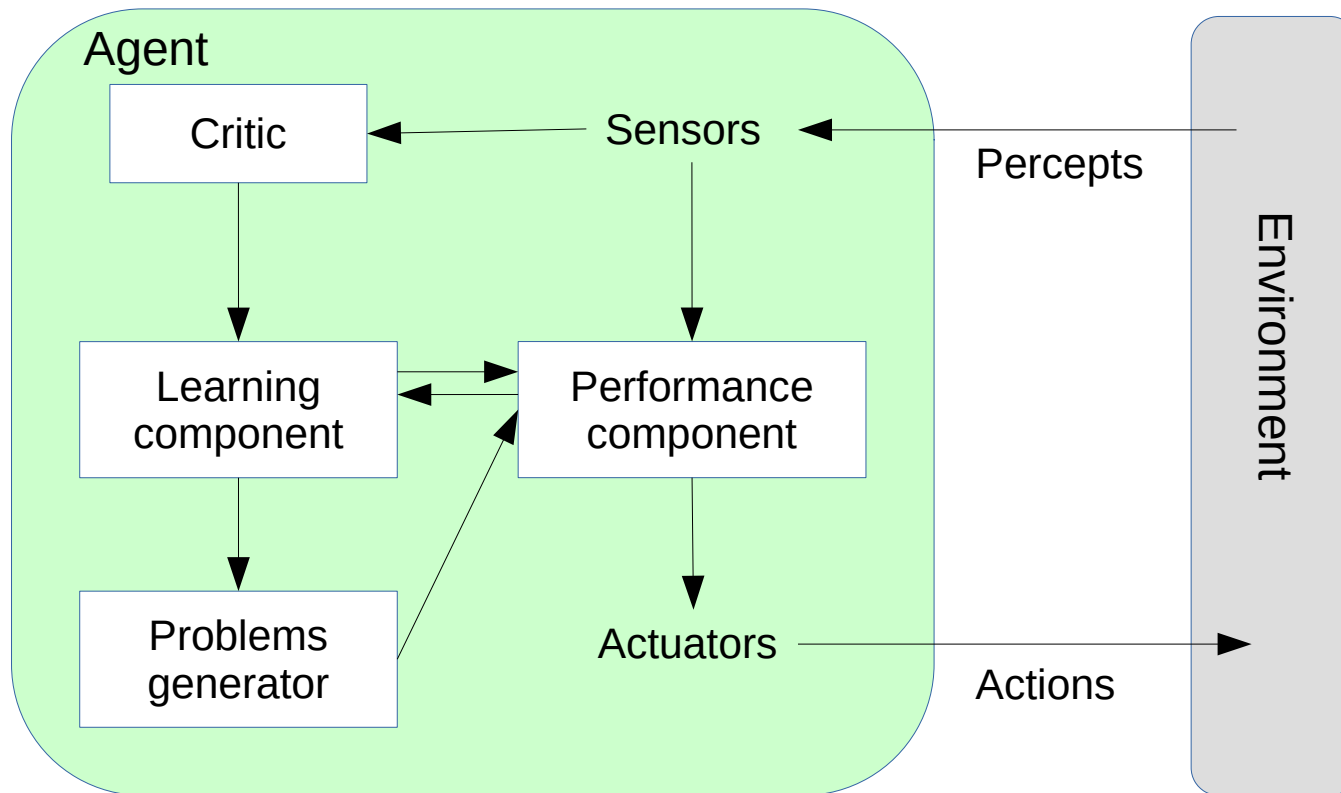 Agent
Critic
Sensors
Percepts
Environment
Learning
component
Performance
component
Problems
generator
Actuators
Actions